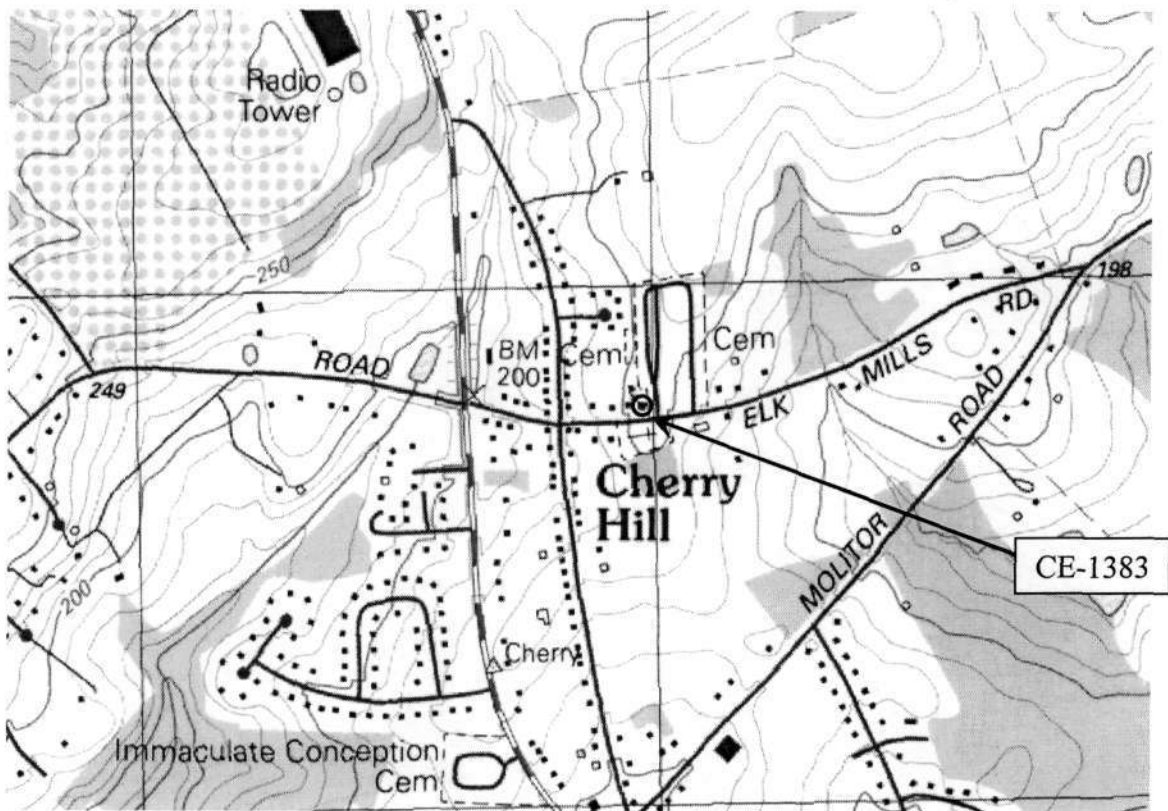 Radio
Tower
250
198
RD
ROAD
BM
200
Cem
Cem
MILLS
249
ELK
ROAD
Cherry
Hill
MOLITOR
CE-1383
200
Cherry
Immaculate Conception
Cem